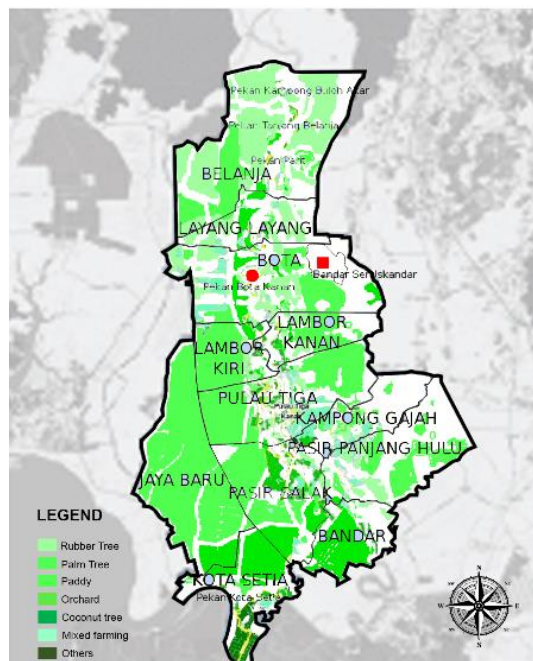 Pekan Kampong Buloh Akar
Pekan Tanjong Belanja
Pekan Parit
BELANJA
LAYANG LAYANG
BOTA
Bandar Seri Iskandar
Pekan Bota Kanan
LAMBOR
KANAN
LAMBOR
KIRI
PULAU TIGA
KAMPONG GAJAH
PASIR PANJANG HULU
JAYA BARU
PASIR SALAK
BANDAR
KOTA SETIA
Pekan Kota Setia
LEGEND
Rubber Tree
Palm Tree
Paddy
Orchard
Coconut tree
Mixed farming
Others
N
W
E
S